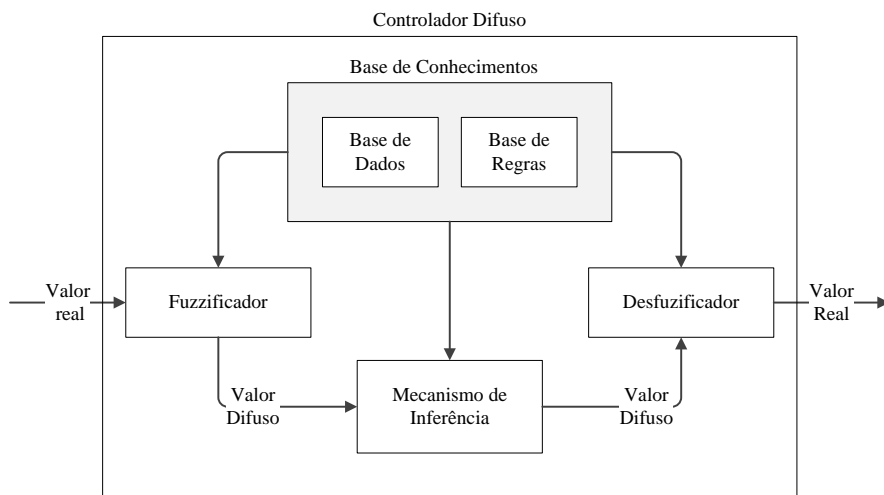 Controlador Difuso
Base de Conhecimentos
Base de
Dados
Base de
Regras
Valor
real
Fuzzificador
Desfuzificador
Valor
Real
Valor
Difuso
Mecanismo de
Inferência
Valor
Difuso